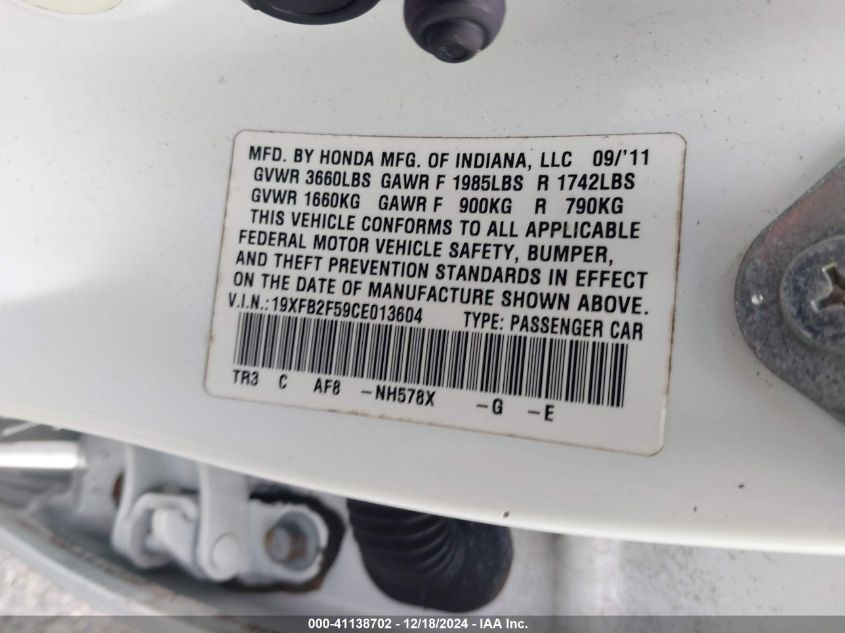 MFD. BY HONDA MFG. OF INDIANA, LLC 09/'11
GVWR 3660LBS GAWR F 1985LBS R 1742LBS
GVWR 1660KG GAWR F 900KG R 790KG
THIS VEHICLE CONFORMS TO ALL APPLICABLE
FEDERAL MOTOR VEHICLE SAFETY, BUMPER,
AND THEFT PREVENTION STANDARDS IN EFFECT
ON THE DATE OF MANUFACTURE SHOWN ABOVE.
V.I.N.:19XFB2F59CE013604 TYPE: PASSENGER CAR
TR3 C AF8 -NH578X -G -E
000-41138702 - 12/18/2024 - IAA Inc.